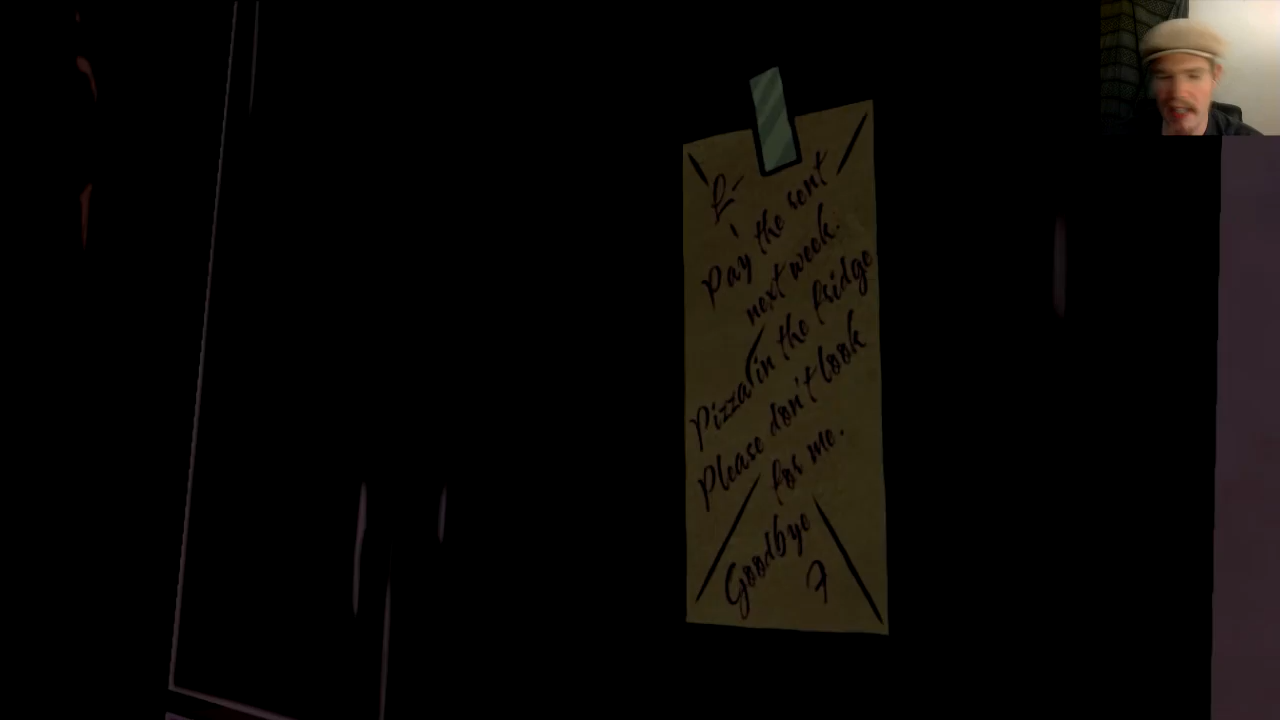 R-
Pay the rent
next week.
Pizza in the fridge
Please don't look
for me.
Goodbye
F